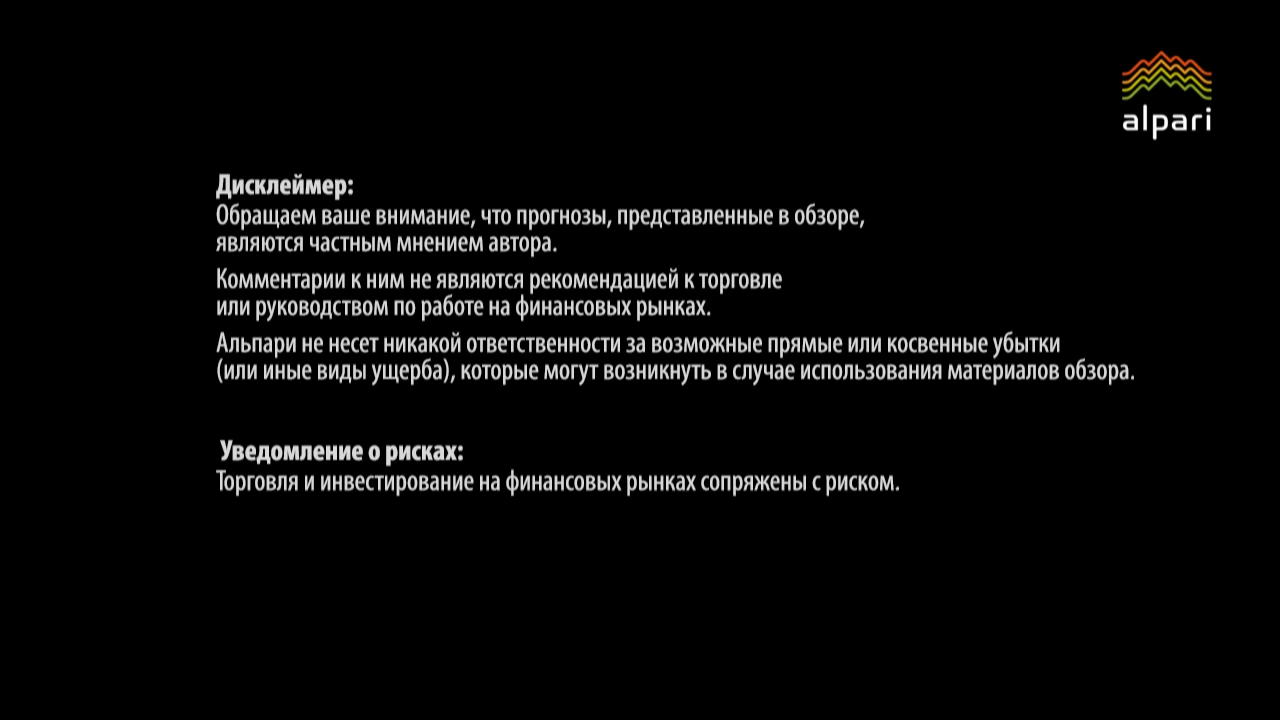 alpari
Дисклеймер:
Обращаем ваше внимание, что прогнозы, представленные в обзоре,
являются частным мнением автора.
Комментарии к ним не являются рекомендацией к торговле
или руководством по работе на финансовых рынках.
Альпари не несет никакой ответственности за возможные прямые или косвенные убытки
(или иные виды ущерба), которые могут возникнуть в случае использования материалов обзора.
Уведомление о рисках:
Торговля и инвестирование на финансовых рынках сопряжены с риском.